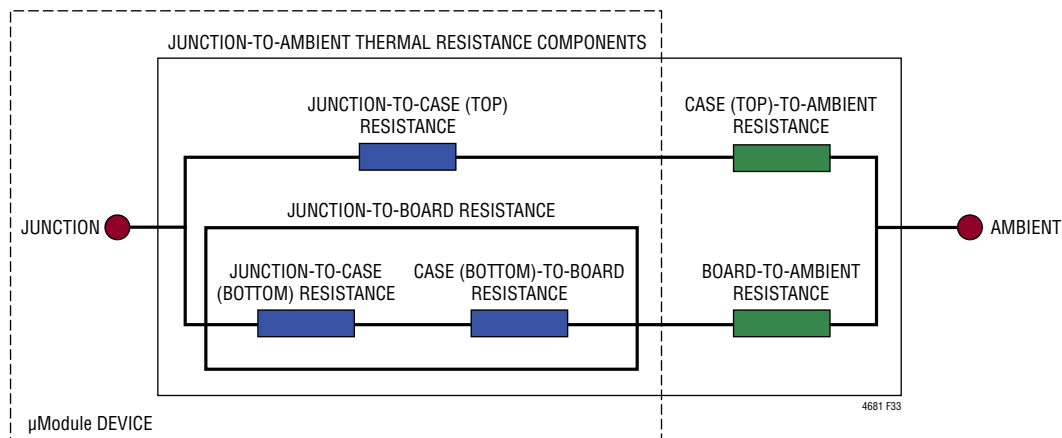 JUNCTION-TO-AMBIENT THERMAL RESISTANCE COMPONENTS
JUNCTION-TO-CASE (TOP)
RESISTANCE
CASE (TOP)-TO-AMBIENT
RESISTANCE
JUNCTION-TO-BOARD RESISTANCE
JUNCTION
AMBIENT
JUNCTION-TO-CASE
(BOTTOM) RESISTANCE
CASE (BOTTOM)-TO-BOARD
RESISTANCE
BOARD-TO-AMBIENT
RESISTANCE
4681 F33
µModule DEVICE